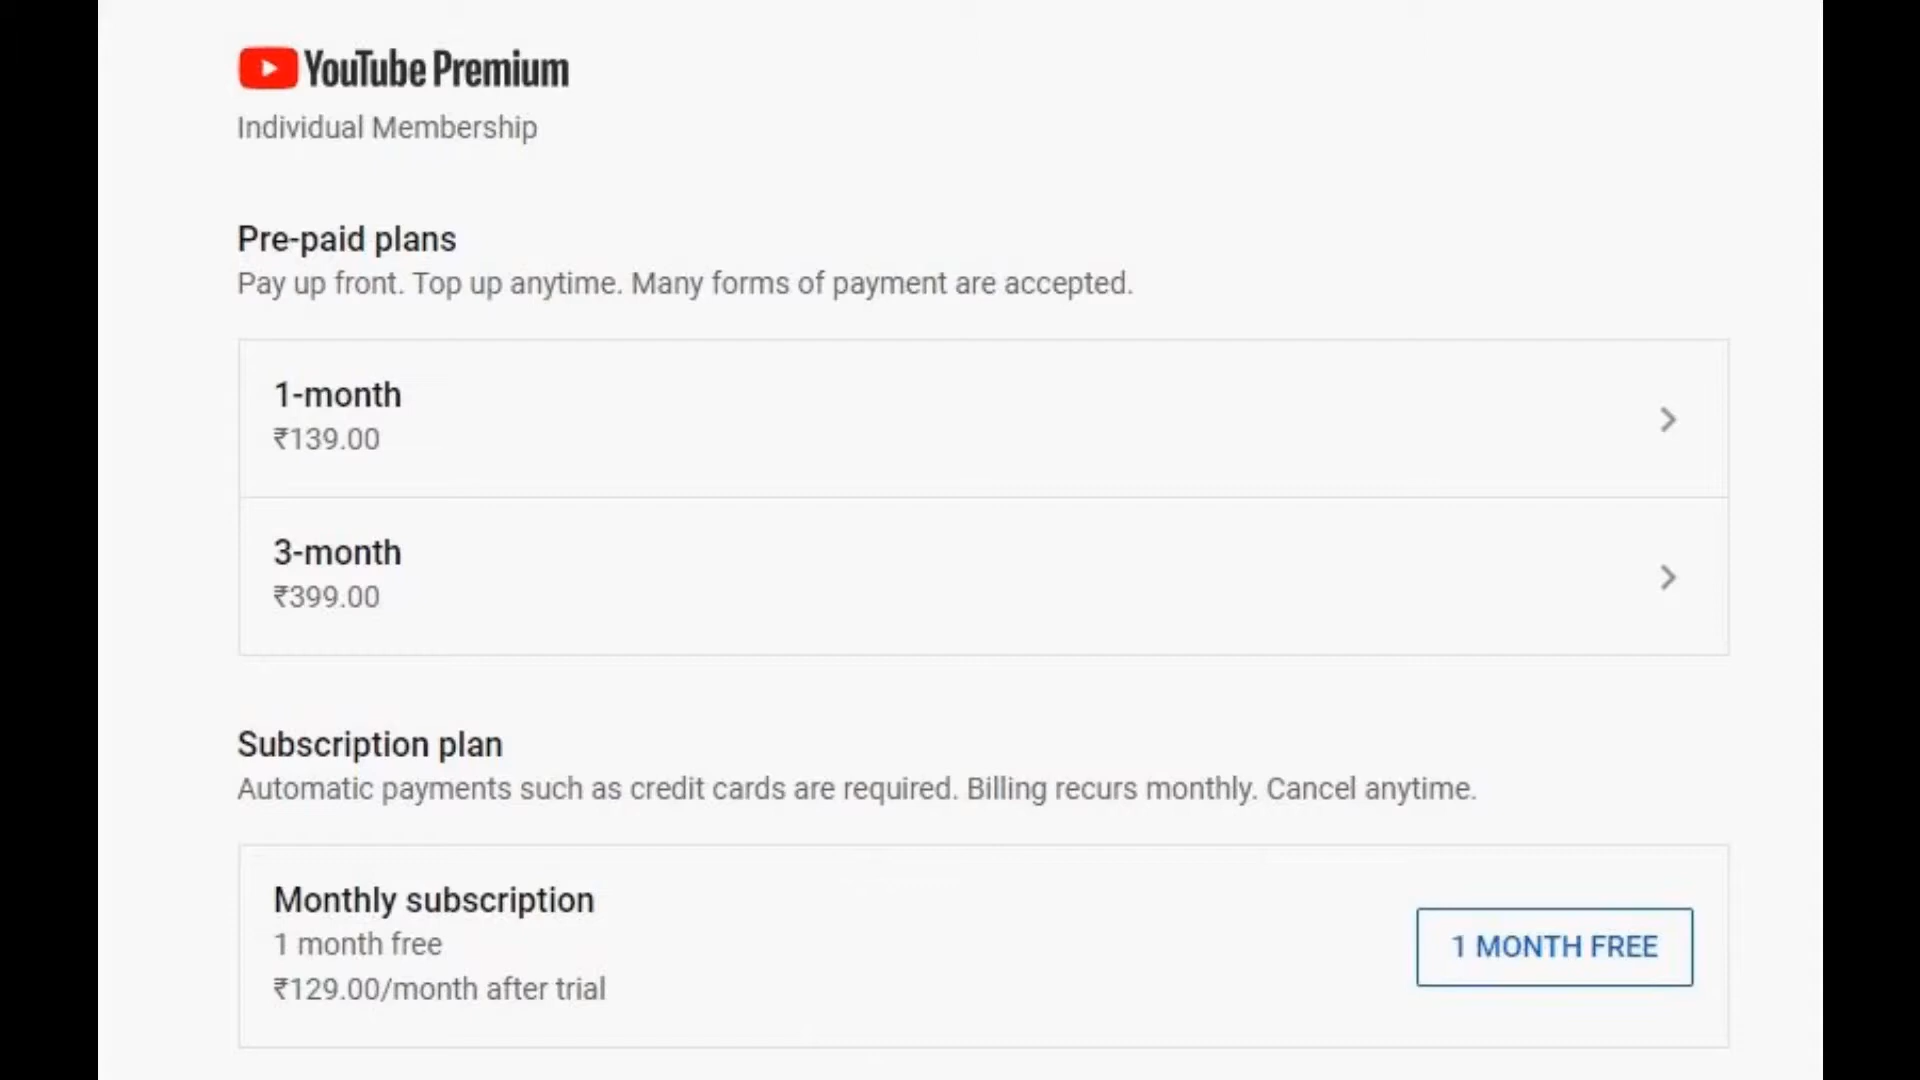 YouTube Premium
Individual Membership
Pre-paid plans
Pay up front. Top up anytime. Many forms of payment are accepted.
1-month
₹139.00
3-month
₹399.00
Subscription plan
Automatic payments such as credit cards are required. Billing recurs monthly. Cancel anytime.
Monthly subscription
1 month free
₹129.00/month after trial
1 MONTH FREE